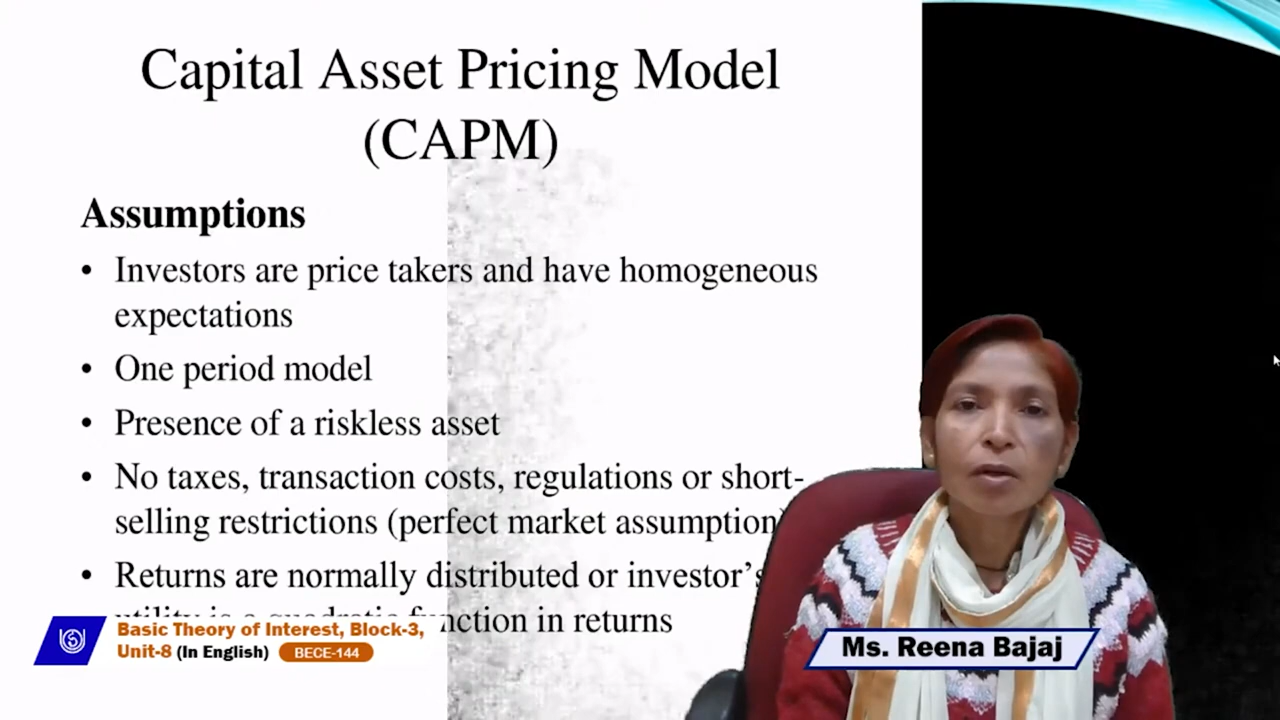 Capital Asset Pricing Model
(CAPM)
Assumptions
• Investors are price takers and have homogeneous
expectations
• One period model
• Presence of a riskless asset
• No taxes, transaction costs, regulations or short-
selling restrictions (perfect market assumption)
• Returns are normally distributed or investor's
utility is a quadratic function in returns
Basic Theory of Interest, Block-3,
Unit-8 (In English) BECE-144
Ms. Reena Bajaj